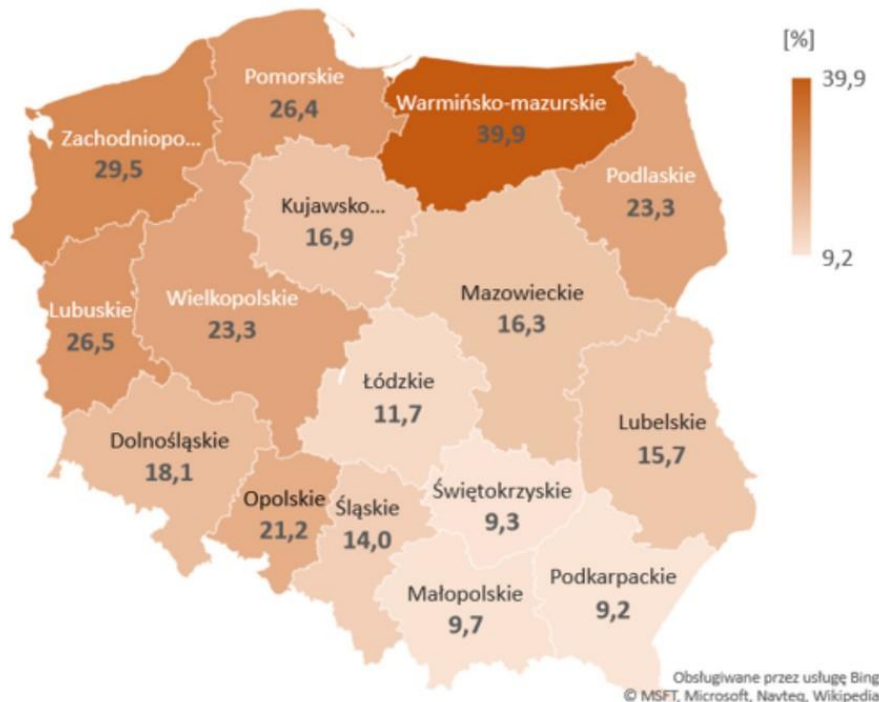 [%]
39,9
9,2
Pomorskie
26,4
Warmińsko-mazurskie
39,9
Zachodniopo...
29,5
Podlaskie
23,3
Kujawsko...
16,9
Mazowieckie
16,3
Wielkopolskie
23,3
Lubuskie
26,5
Łódzkie
11,7
Lubelskie
15,7
Dolnośląskie
18,1
Opolskie
21,2
Śląskie
14,0
Świętokrzyskie
9,3
Małopolskie
9,7
Podkarpackie
9,2
Obsługiwane przez usługę Bing
© MSFT, Microsoft, Navteq, Wikipedia